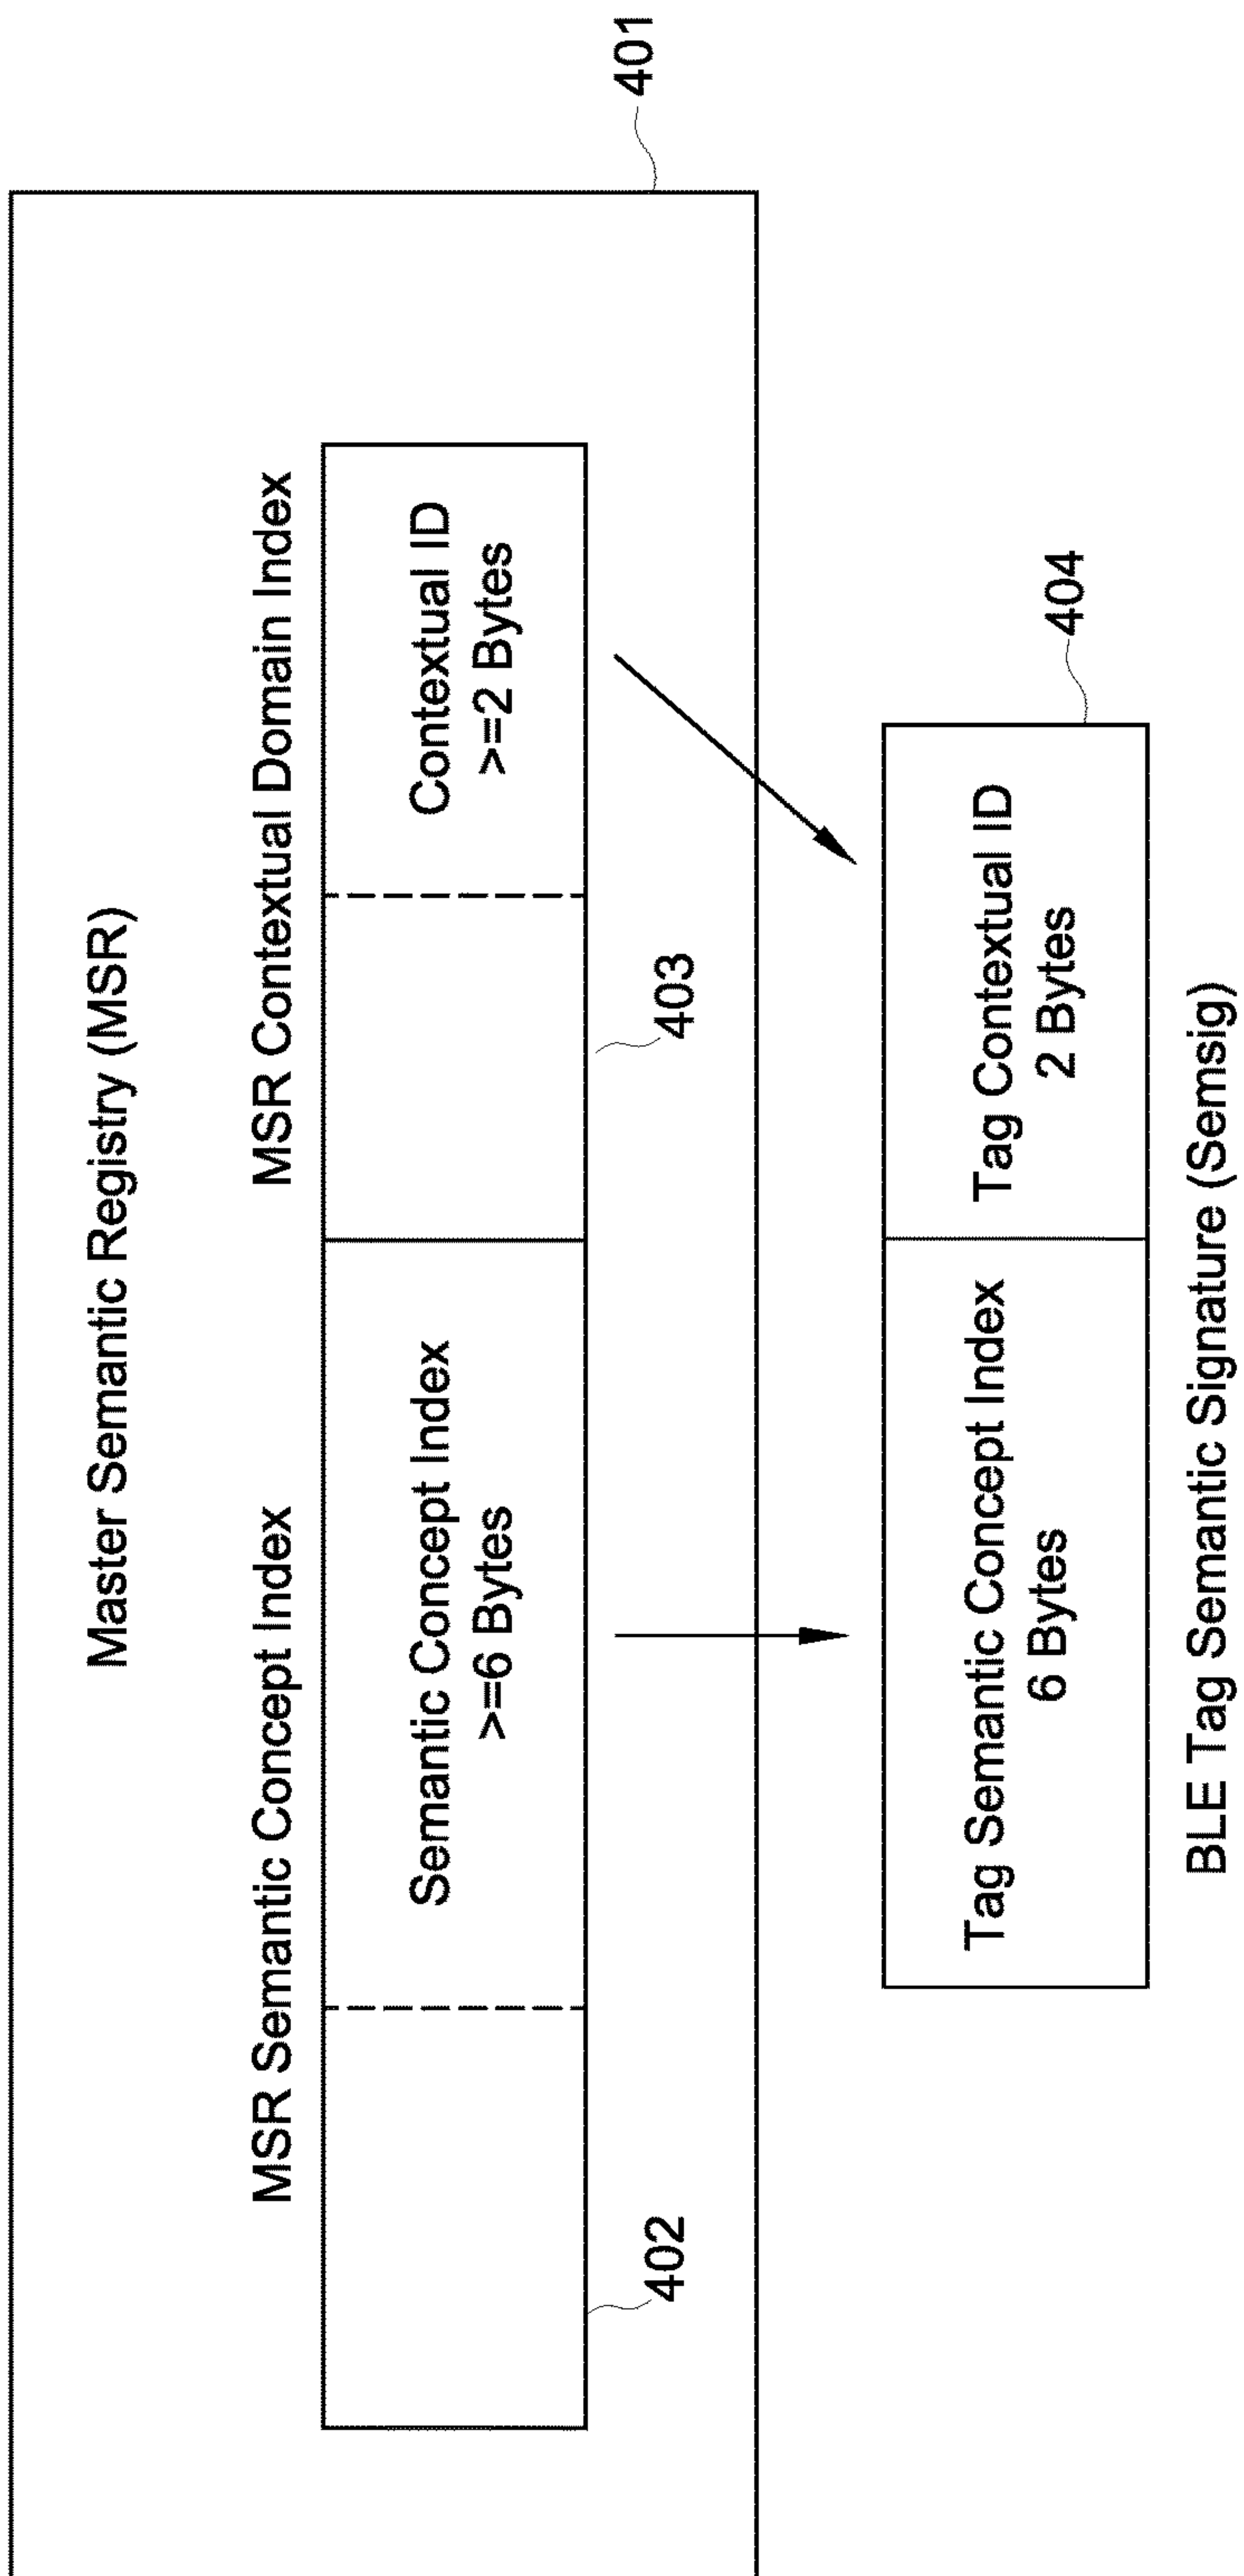 Master Semantic Registry (MSR)
MSR Semantic Concept Index
MSR Contextual Domain Index
Semantic Concept Index
>=6 Bytes
Contextual ID
>=2 Bytes
402
403
401
Tag Semantic Concept Index
6 Bytes
Tag Contextual ID
2 Bytes
404
BLE Tag Semantic Signature (Semsig)